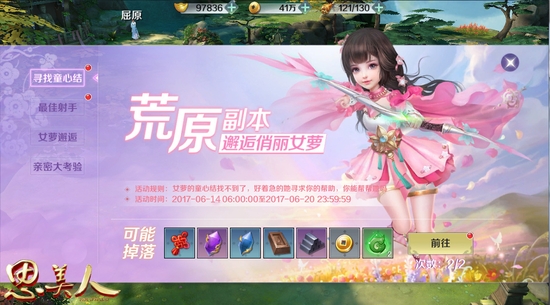 屈原
97836
41万
121/130
寻找童心结
最佳射手
女萝邂逅
亲密大考验
荒原副本
邂逅俏丽女萝
活动规则：女萝的童心结找不到了，好着急的她寻求你的帮助，你能帮帮她吗
活动时间：2017-06-14 06:00:00至2017-06-20 23:59:59
可能掉落
前往
次数：2/2
思美人